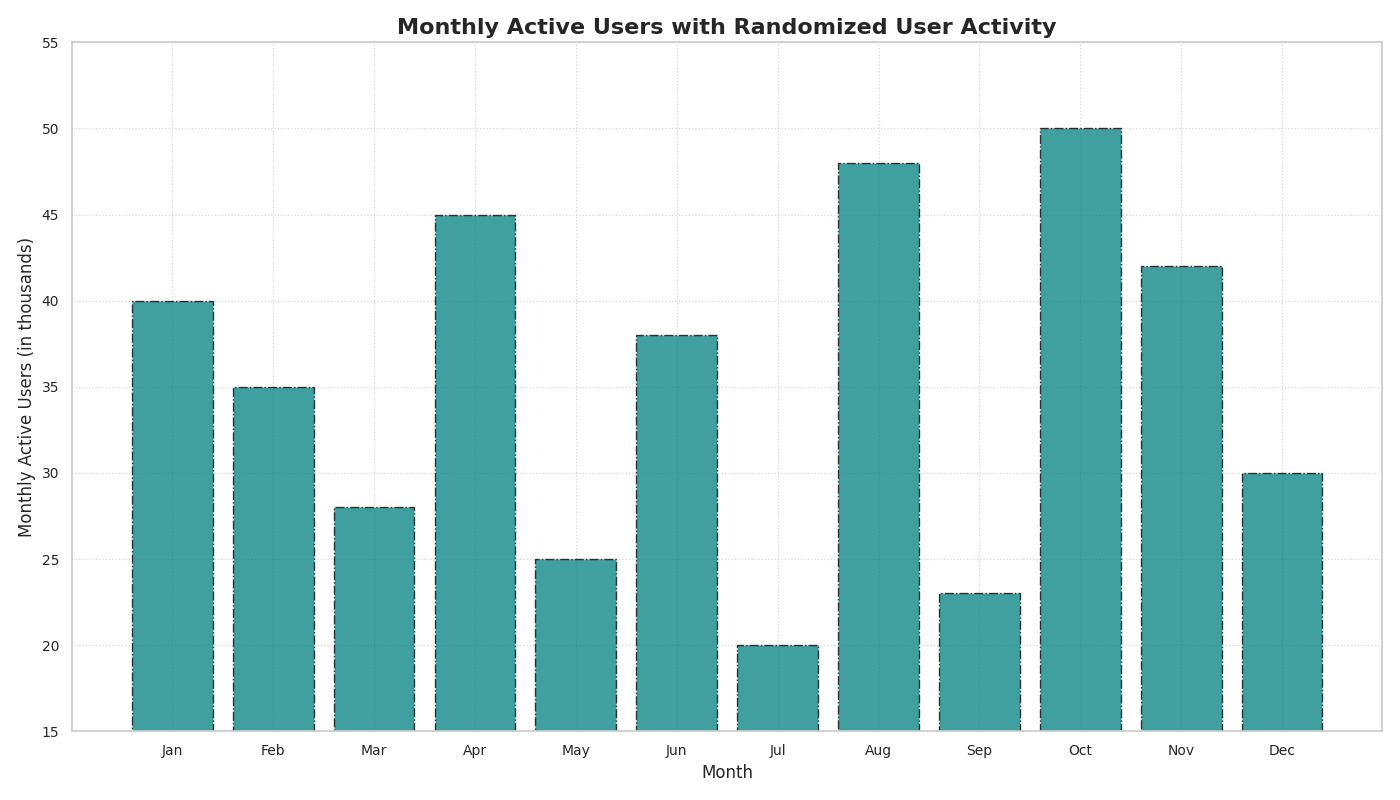 Monthly Active Users with Randomized User Activity
Monthly Active Users (in thousands)
55
50
45
40
35
30
25
20
15
Jan Feb Mar Apr May Jun Jul Aug Sep Oct Nov Dec
Month